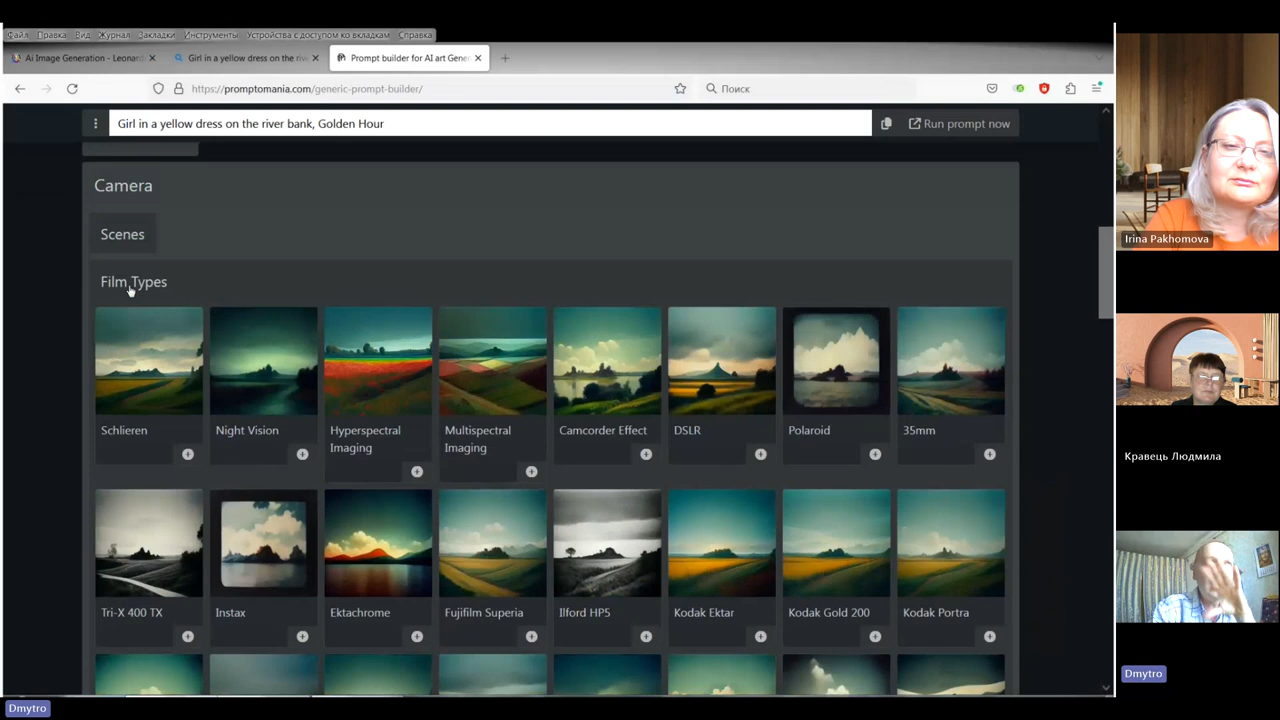 Файл Правка Вид Журнал Закладки Инструменты Устройства с доступом ко вкладкам Справка
Ai Image Generation - Leonard
Girl in a yellow dress on the rive
Prompt builder for AI art Gener
https://promptomania.com/generic-prompt-builder/
Поиск
Girl in a yellow dress on the river bank, Golden Hour
Run prompt now
Camera
Scenes
Film Types
Schlieren
Night Vision
Hyperspectral
Imaging
Multispectral
Imaging
Camcorder Effect
DSLR
Polaroid
35mm
Tri-X 400 TX
Instax
Ektachrome
Fujifilm Superia
Ilford HP5
Kodak Ektar
Kodak Gold 200
Kodak Portra
Irina Pakhomova
Кравець Людмила
Dmytro
Dmytro